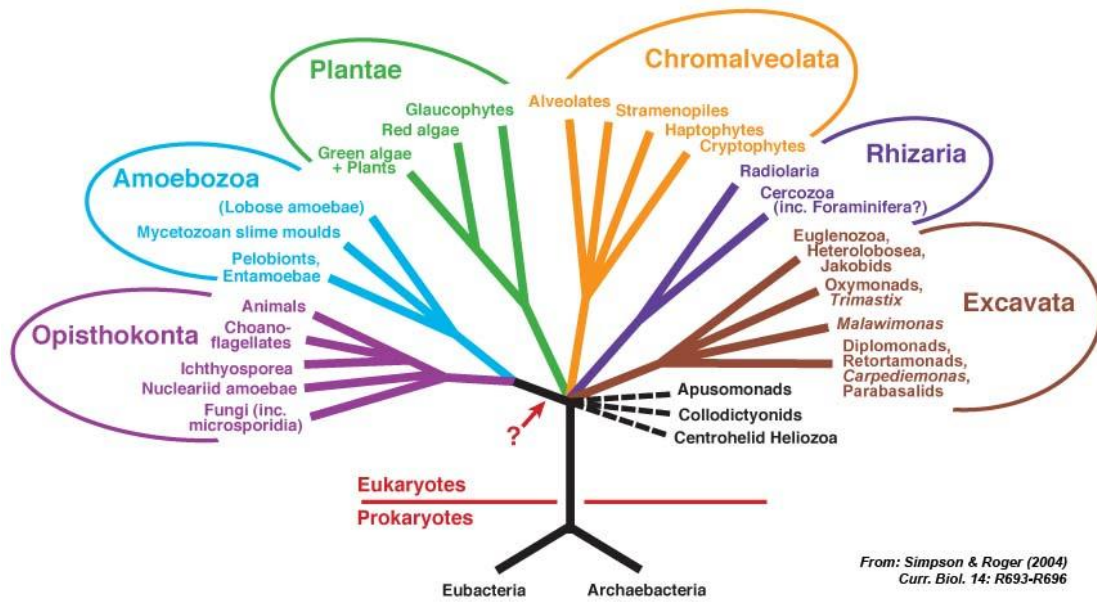 Plantae
Chromalveolata
Glaucophytes
Red algae
Green algae
+ Plants
Alveolates
Stramenopiles
Haptophytes
Cryptophytes
Amoebozoa
(Lobose amoebae)
Mycetozoan slime moulds
Pelobionts,
Entamoebae
Rhizaria
Radiolaria
Cercozoa
(inc. Foraminifera?)
Opisthokonta
Animals
Choano-
flagellates
Ichthyosporea
Nucleariid amoebae
Fungi (inc.
microsporidia)
Excavata
Euglenozoa,
Heterolobosea,
Jakobids
Oxymonads,
Trimastix
Malawimonas
Diplomonads,
Retortamonads,
Carpediemonas,
Parabasalids
?
Apusomonads
Collodictyonids
Centrohelid Heliozoa
Eukaryotes
Prokaryotes
Eubacteria
Archaebacteria
From: Simpson & Roger (2004)
Curr. Biol. 14: R693-R696